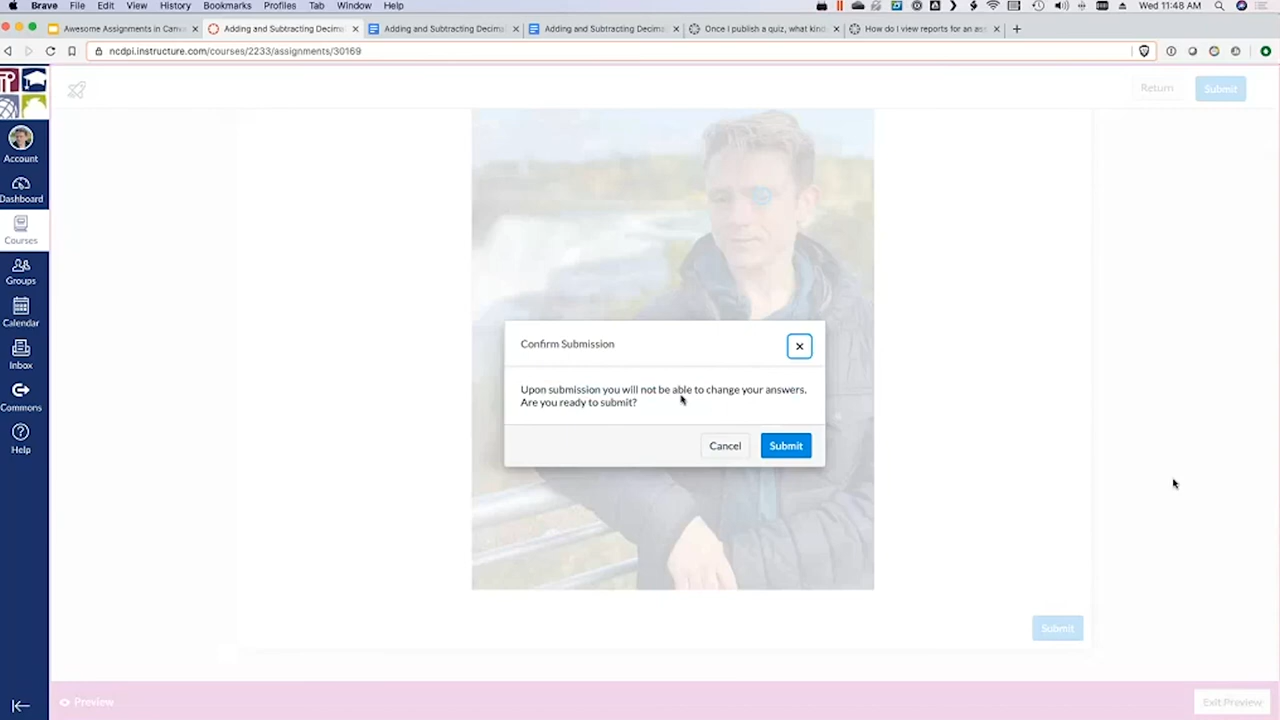 Brave File Edit View History Bookmarks Profiles Tab Window Help Wed 11:48 AM
Awesome Assignments in Canv Adding and Subtracting Decima Adding and Subtracting Decima Adding and Subtracting Decima Once I publish a quiz, what kind How do I view reports for an ass
ncdpi.instructure.com/courses/2233/assignments/30169
Return Submit
Account
Dashboard
Courses
Groups
Calendar
Inbox
Commons
Help
Confirm Submission
Upon submission you will not be able to change your answers.
Are you ready to submit?
Cancel Submit
Submit
Preview Exit Preview